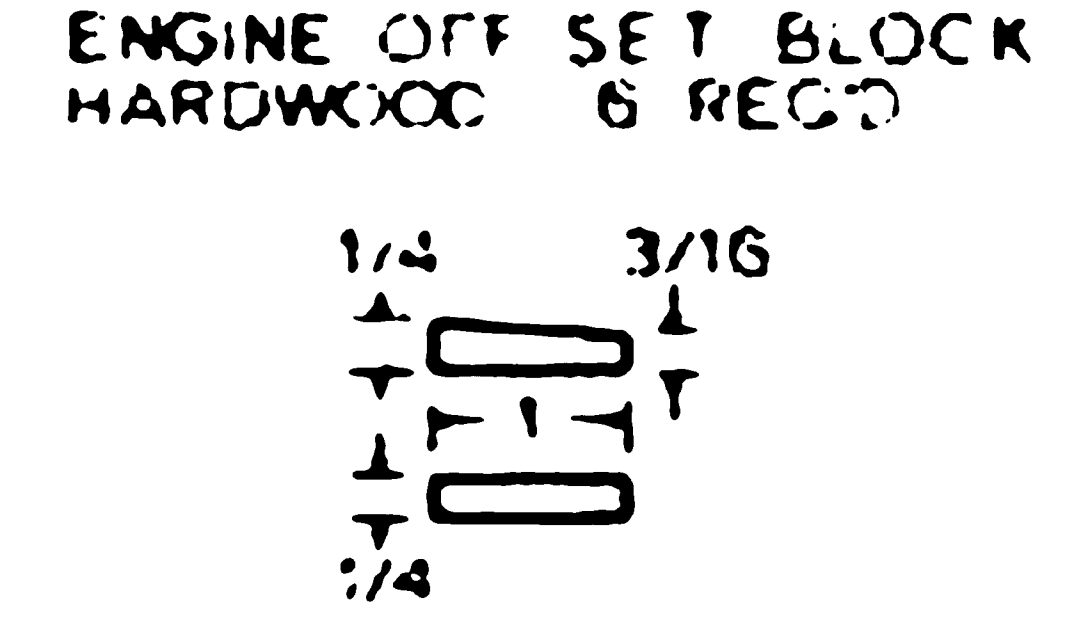 ENGINE OFF SET BLOCK
HARDWOOD 6 REQD
1/4 3/16
1
1/4